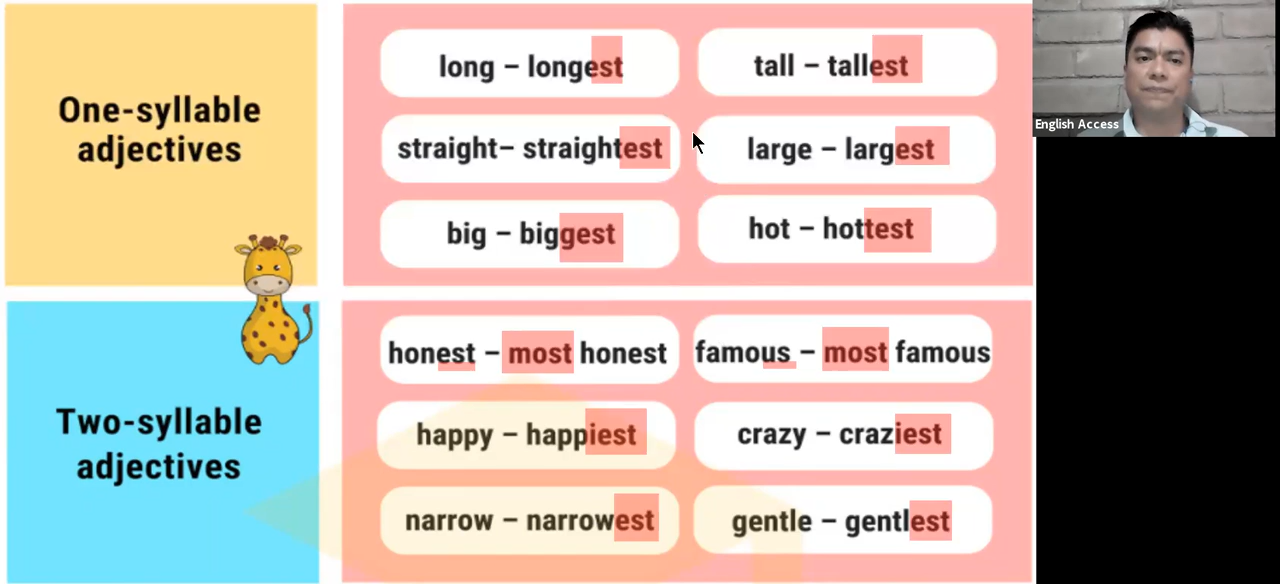 One-syllable
adjectives
long – longest
tall – tallest
straight– straightest
large – largest
big – biggest
hot – hottest
Two-syllable
adjectives
honest – most honest
famous – most famous
happy – happiest
crazy – craziest
narrow – narrowest
gentle – gentlest
English Access